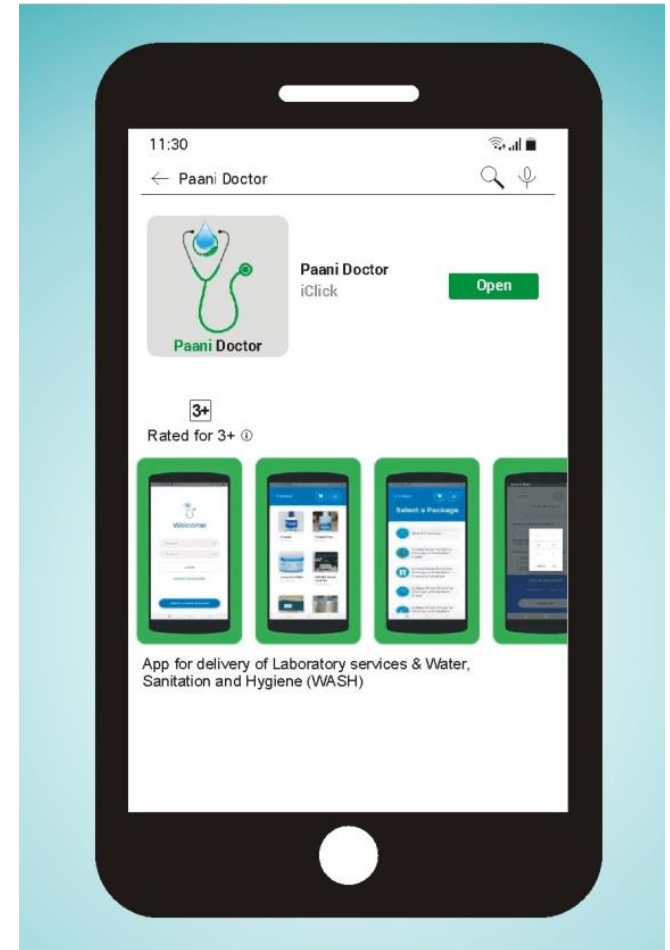 11:30
Paani Doctor
Paani Doctor
iClick
Open
Paani Doctor
3+
Rated for 3+
Welcome
Select a Package
App for delivery of Laboratory services & Water,
Sanitation and Hygiene (WASH)